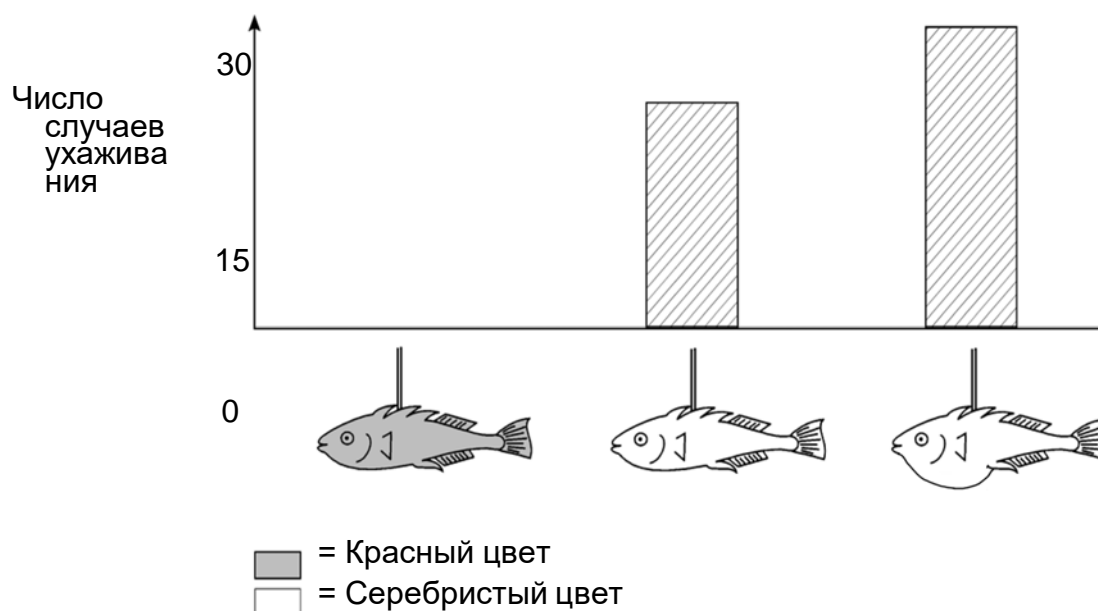 30
Число
случаев
ухажива
ния
15
0
= Красный цвет
= Серебристый цвет